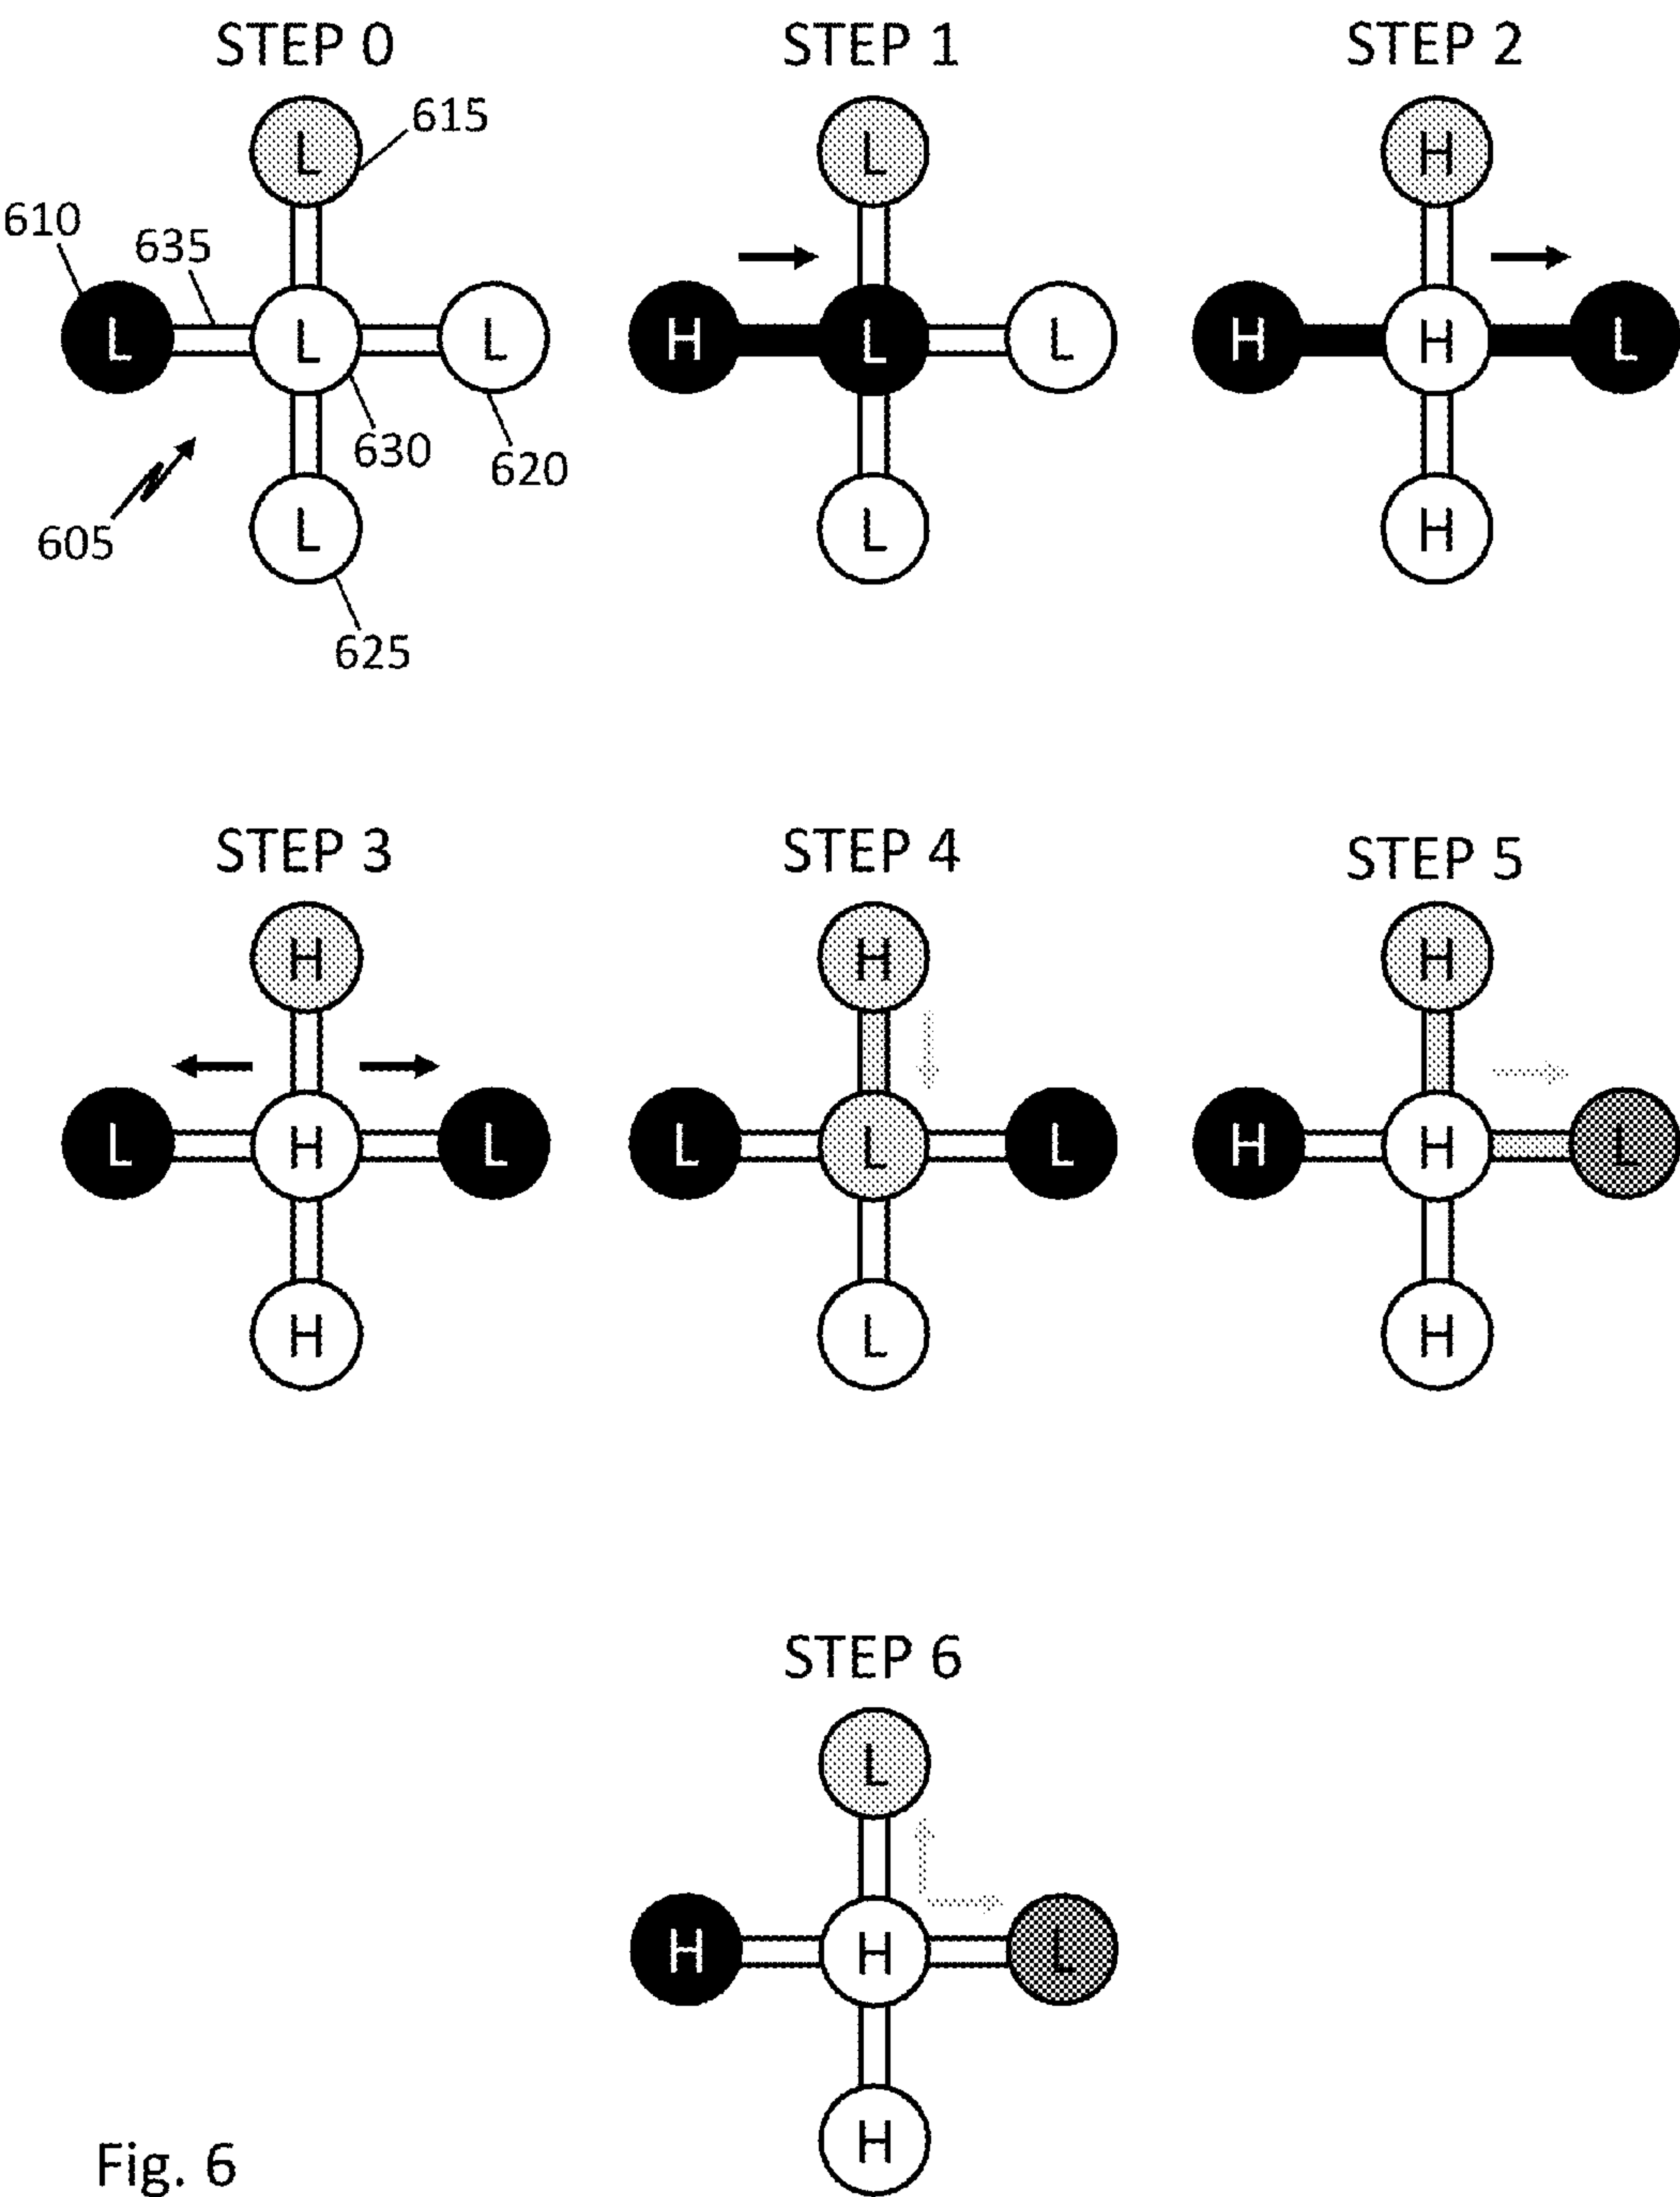 STEP 0 STEP 1 STEP 2
615
L L H
610
635
L L L H L L H H L
630
620
605
L L H
625
STEP 3 STEP 4 STEP 5
H H H
L H L L L L H H L
H L H
STEP 6
L
H H L
H
Fig. 6